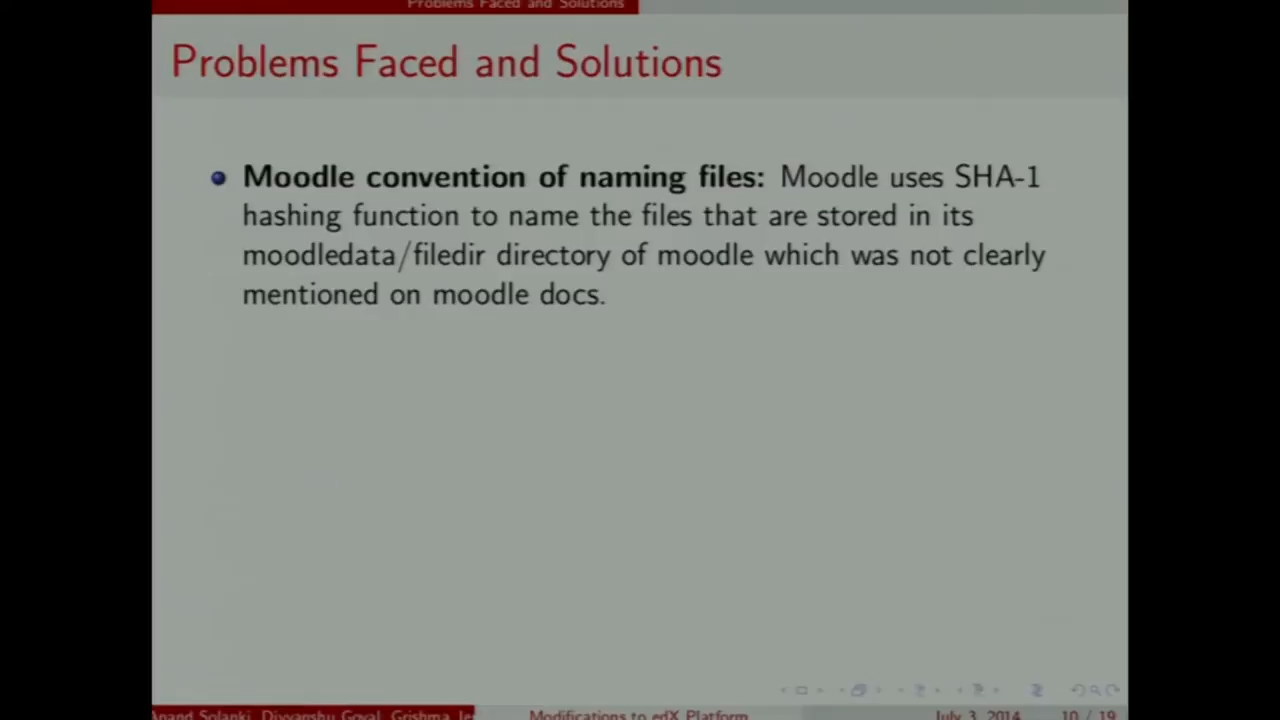 Problems Faced and Solutions
Problems Faced and Solutions
Moodle convention of naming files: Moodle uses SHA-1
hashing function to name the files that are stored in its
moodledata/filedir directory of moodle which was not clearly
mentioned on moodle docs.
Anand Solanki, Divyanshu Goyal, Grishma
Modifications to edX Platform
July 3, 2014
10 / 19